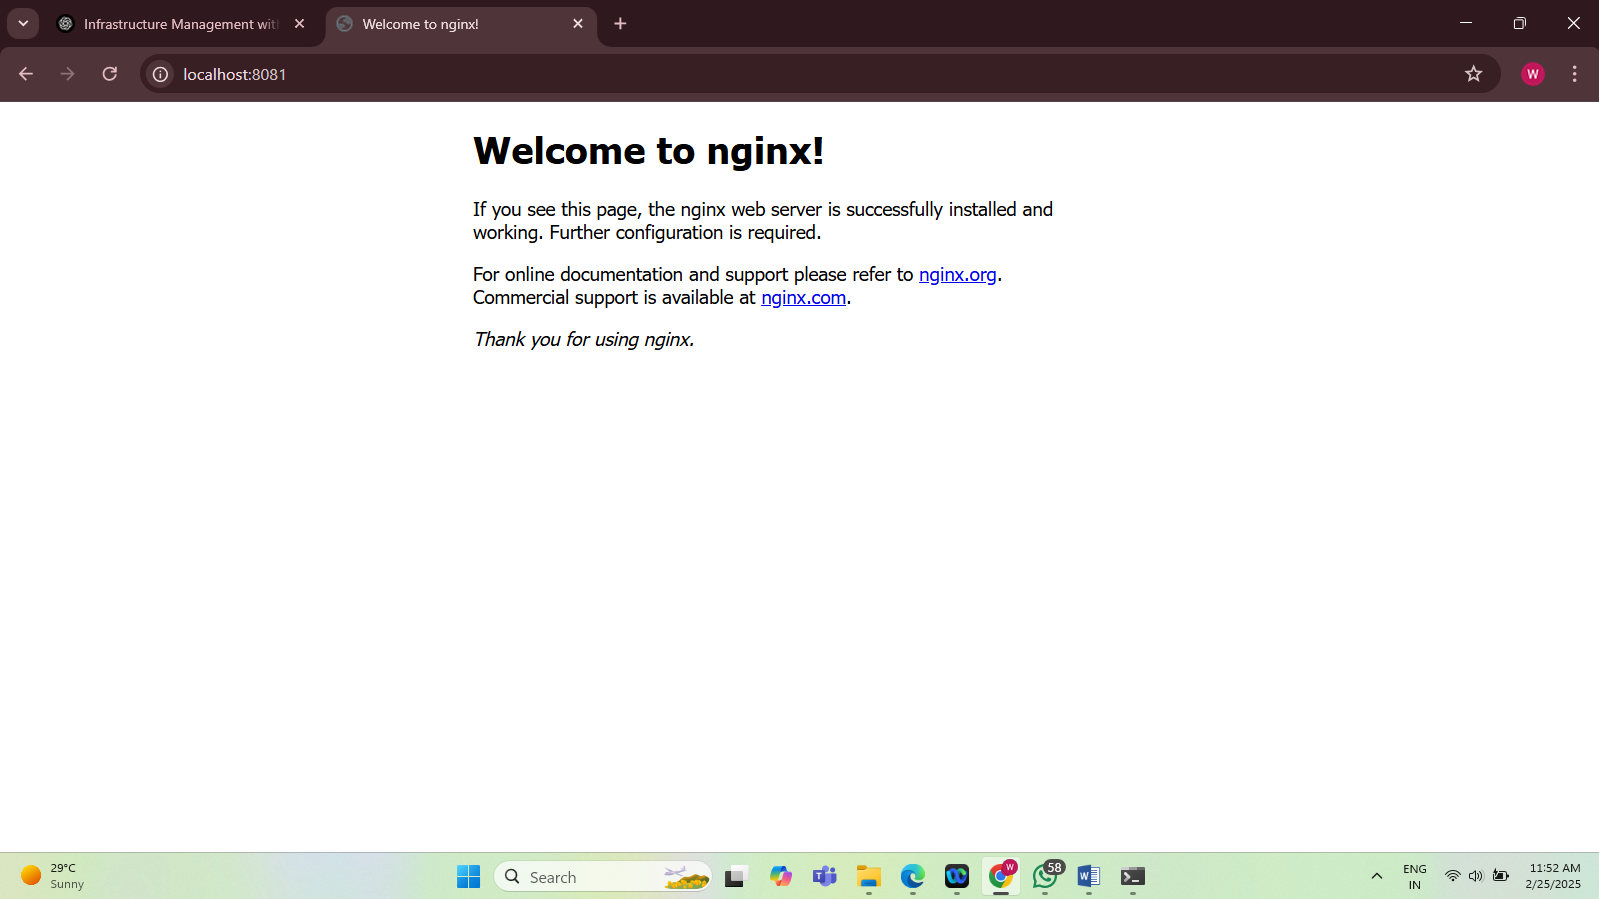 Infrastructure Management wit
Welcome to nginx!
localhost:8081
W
Welcome to nginx!
If you see this page, the nginx web server is successfully installed and
working. Further configuration is required.
For online documentation and support please refer to nginx.org.
Commercial support is available at nginx.com.
Thank you for using nginx.
29°C
Sunny
Search
T
W
58
W
ENG
IN
11:52 AM
2/25/2025